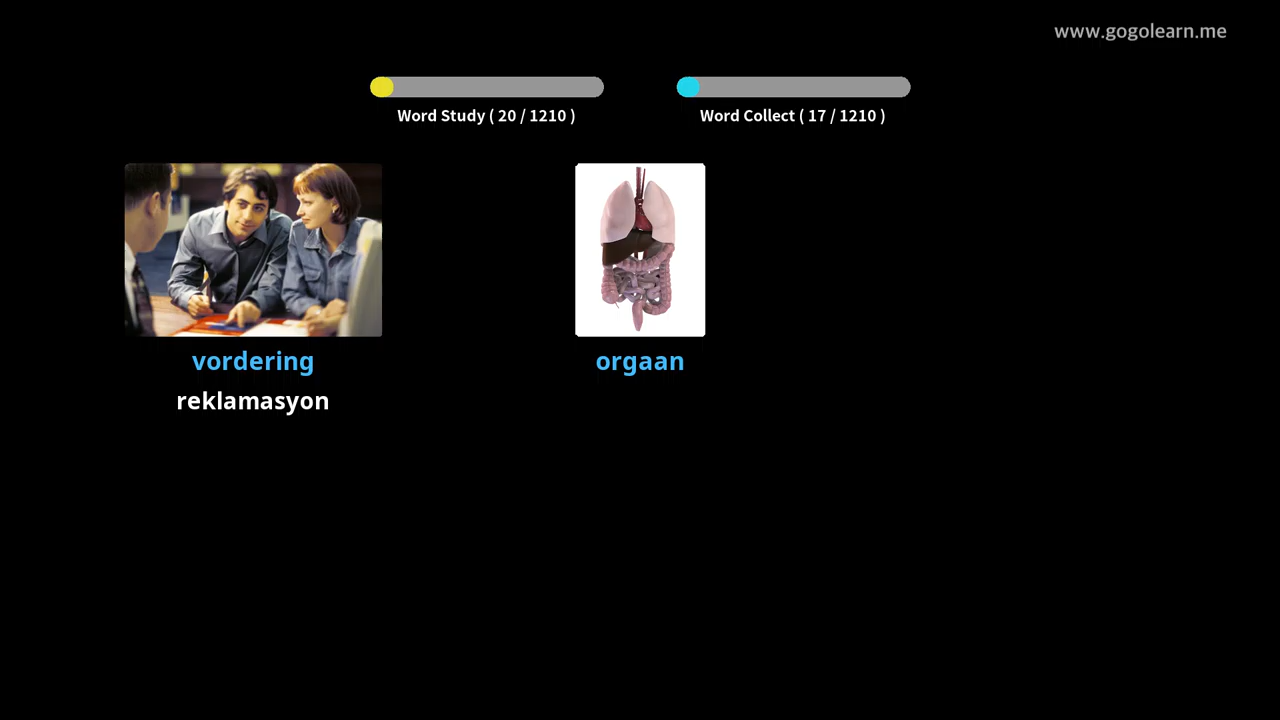 www.gogolearn.me
Word Study ( 20 / 1210 )
Word Collect ( 17 / 1210 )
vordering
orgaan
reklamasyon